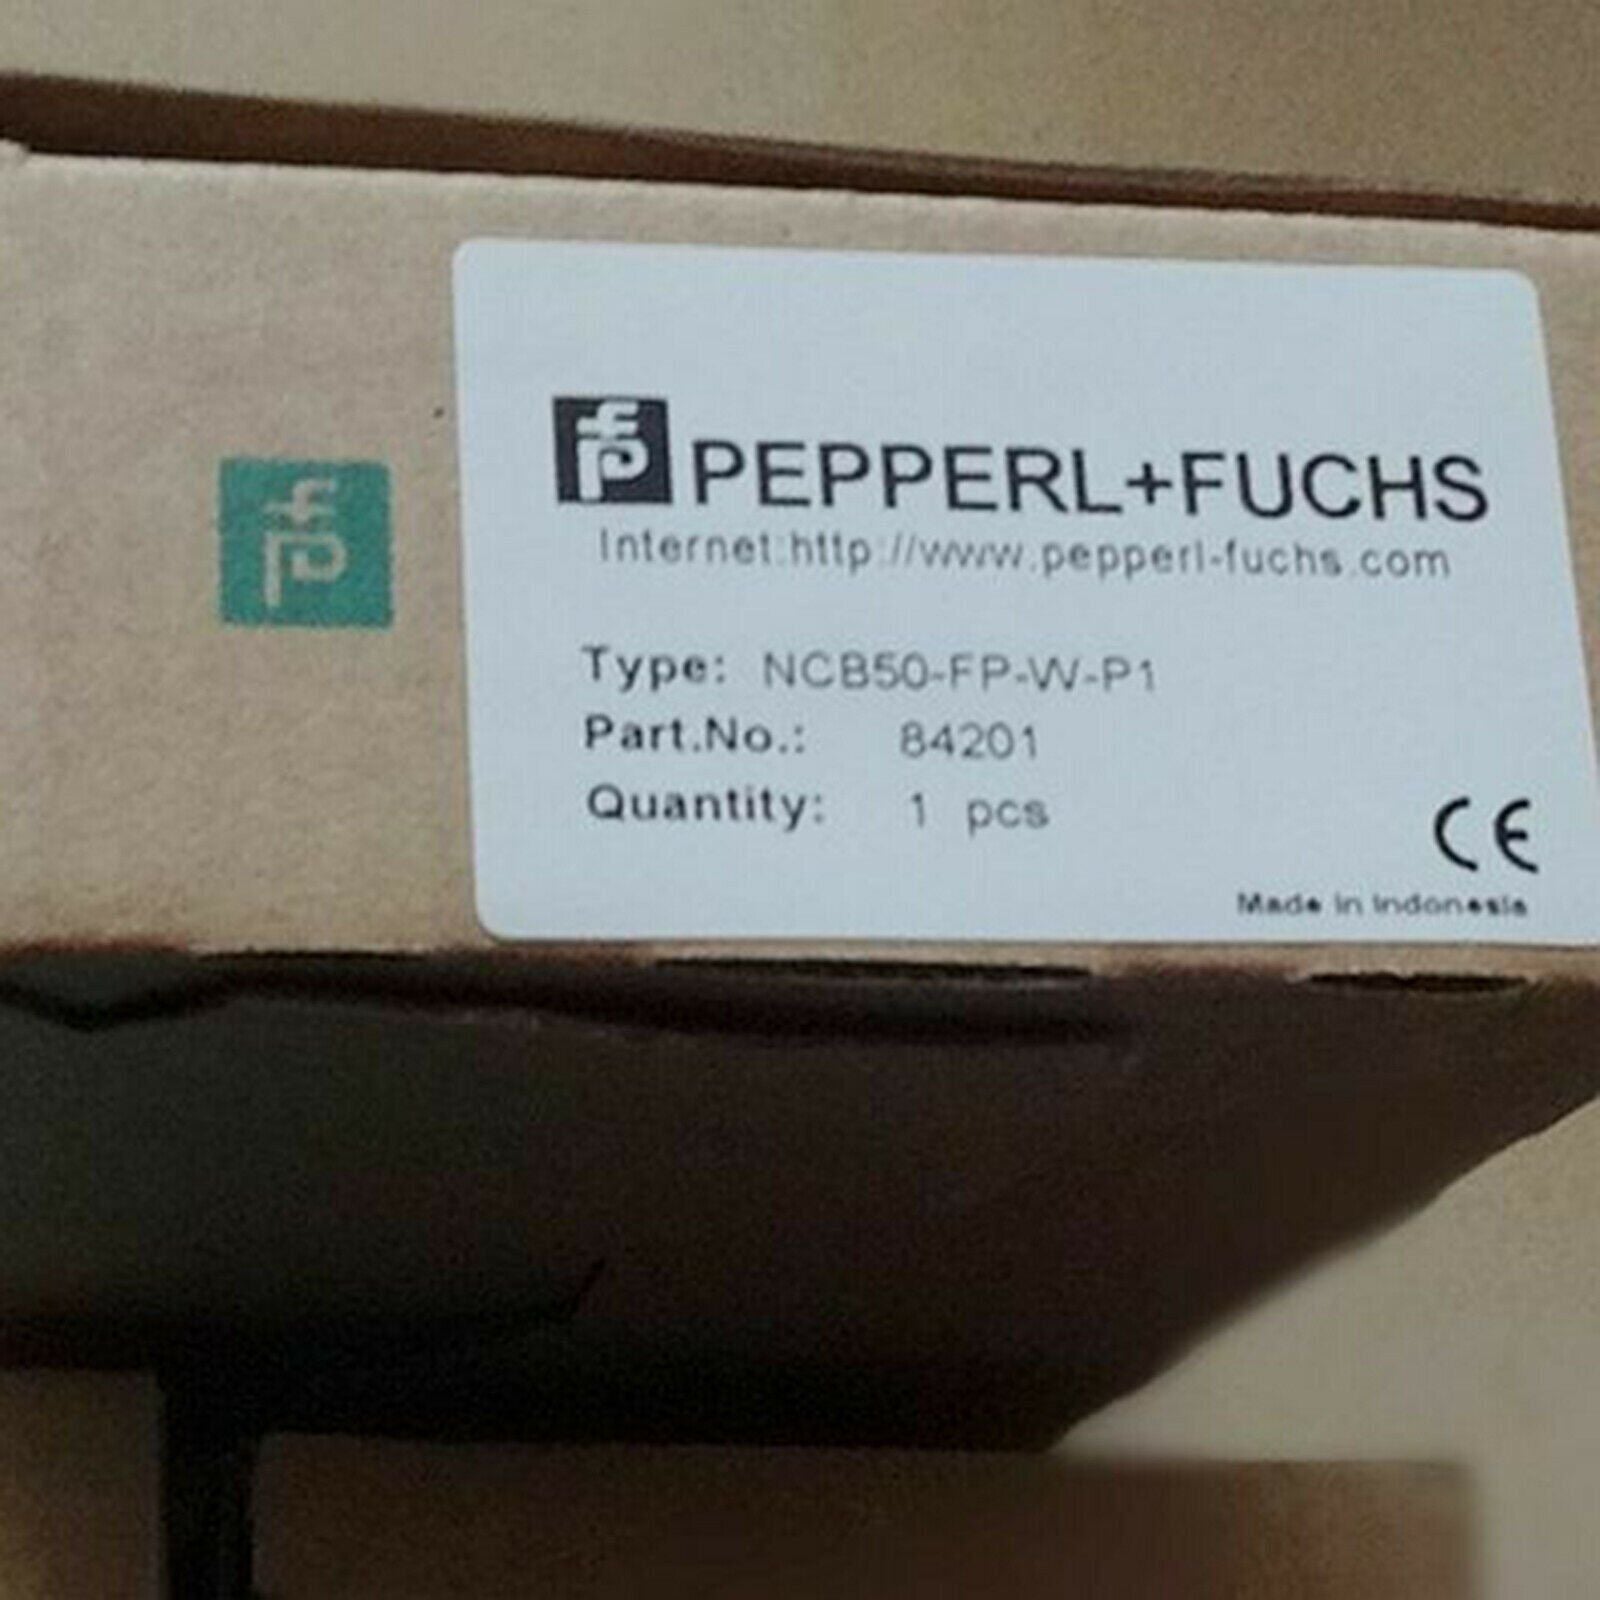 PEPPERL+FUCHS
Internet:http://www.pepperl-fuchs.com
Type: NCB50-FP-W-P1
Part.No.: 84201
Quantity: 1 pcs
CE
Made in Indonesia